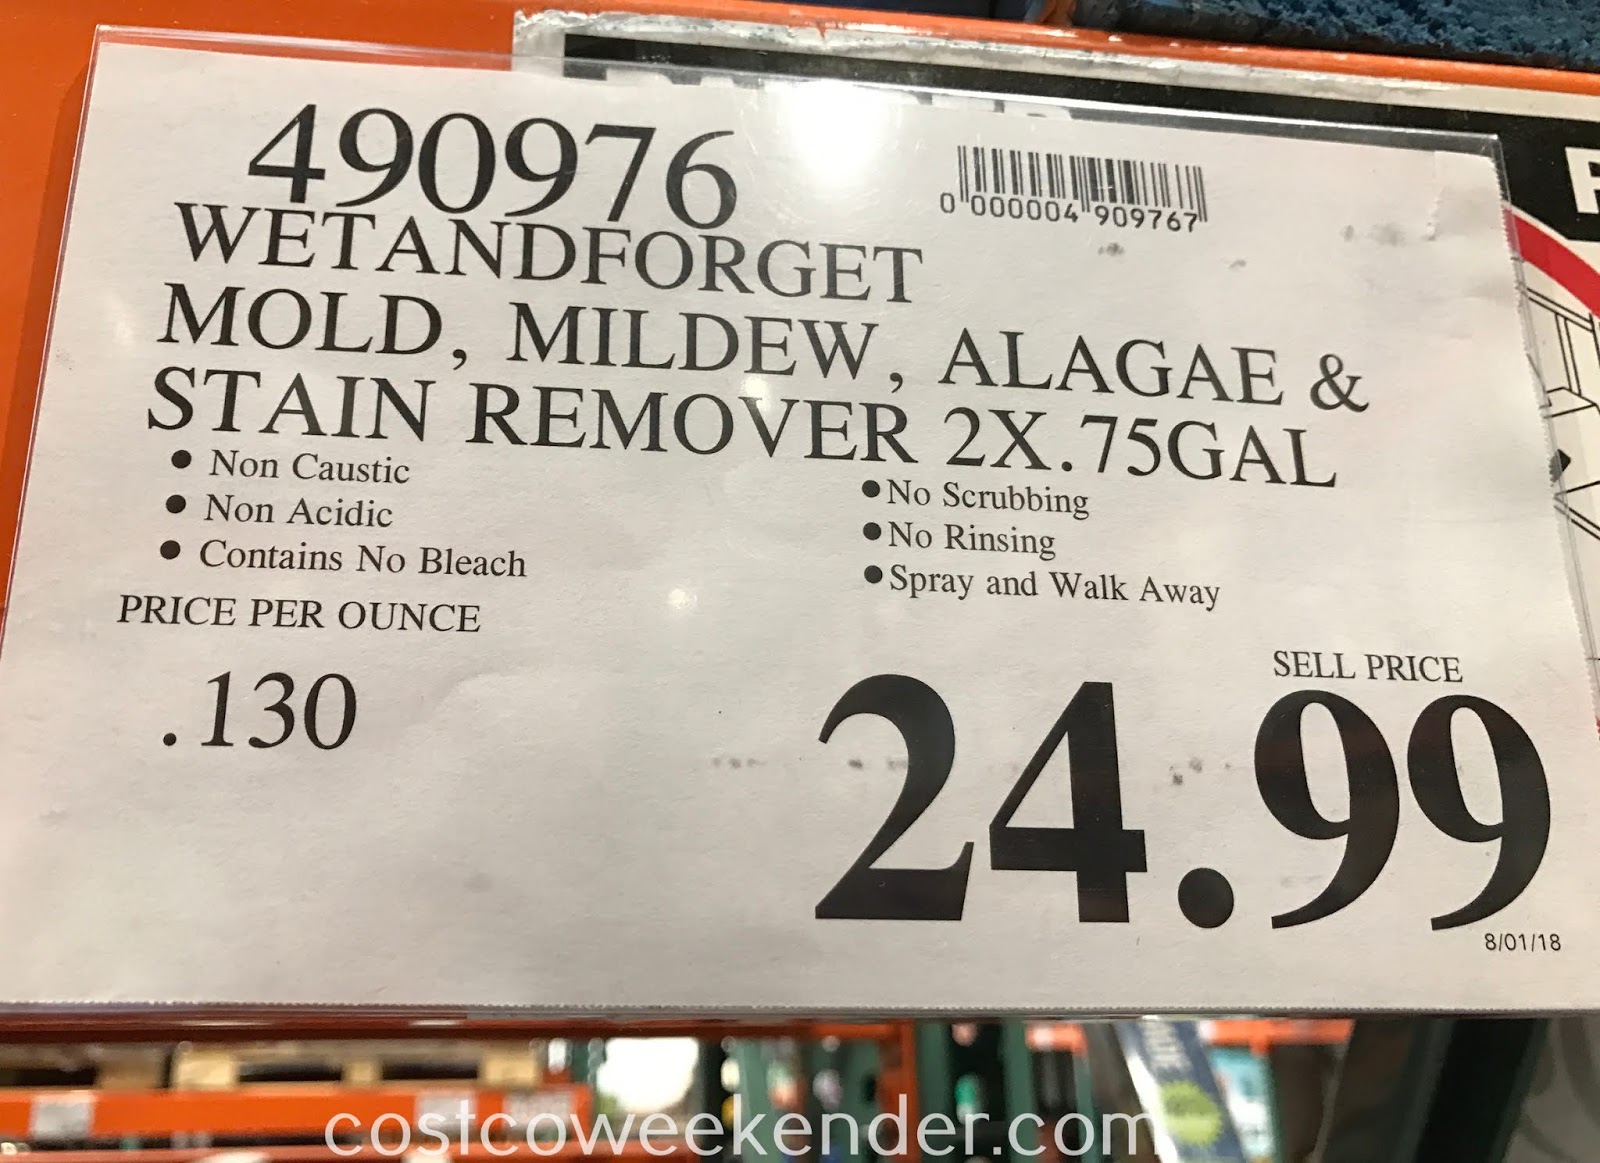 490976
0 000004 909767
WETANDFORGET
MOLD, MILDEW, ALAGAE &
STAIN REMOVER 2X.75GAL
● Non Caustic
● Non Acidic
● Contains No Bleach
● No Scrubbing
● No Rinsing
● Spray and Walk Away
PRICE PER OUNCE
.130
SELL PRICE
24.99
8/01/18
costcoweekender.com